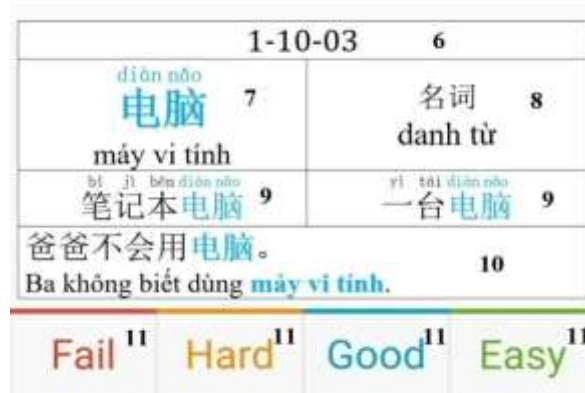 1-10-03 6
diàn nǎo
电脑 7
máy vi tính
名词 8
danh từ
bǐ jì běn diàn nǎo
笔记本电脑 9
yì tái diàn nǎo
一台电脑 9
爸爸不会用电脑。
Ba không biết dùng máy vi tính.
10
Fail 11 Hard 11 Good 11 Easy 11